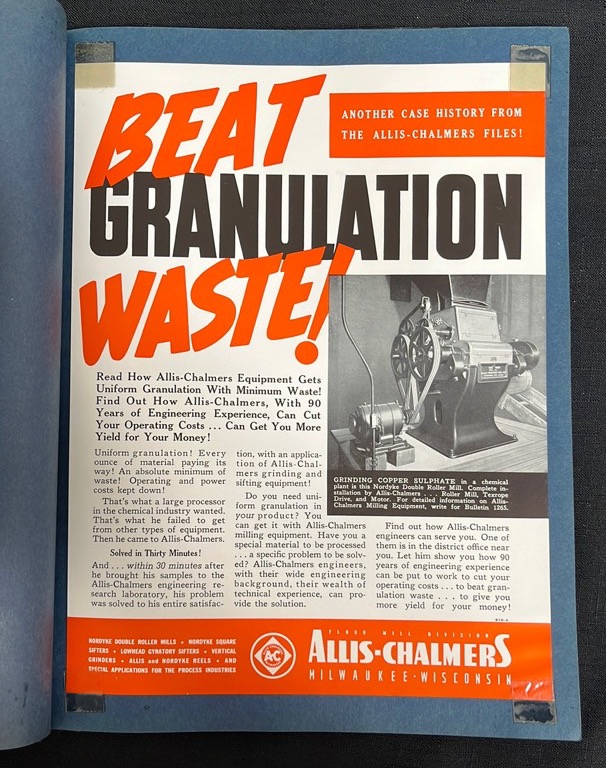 BEAT
GRANULATION
WASTE!
ANOTHER CASE HISTORY FROM
THE ALLIS-CHALMERS FILES!
Read How Allis-Chalmers Equipment Gets
Uniform Granulation With Minimum Waste!
Find Out How Allis-Chalmers, With 90
Years of Engineering Experience, Can Cut
Your Operating Costs ... Can Get You More
Yield for Your Money!
Uniform granulation! Every
ounce of material paying its
way! An absolute minimum of
waste! Operating and power
costs kept down!
That's what a large processor
in the chemical industry wanted.
That's what he failed to get
from other types of equipment.
Then he came to Allis-Chalmers.
Solved in Thirty Minutes!
And ... within 30 minutes after
he brought his samples to the
Allis-Chalmers engineering re-
search laboratory, his problem
was solved to his entire satisfac-
tion, with an applica-
tion of Allis-Chal-
mers grinding and
sifting equipment!
Do you need uni-
form granulation in
your product? You
can get it with Allis-Chalmers
milling equipment. Have you a
special material to be processed
... a specific problem to be solv-
ed? Allis-Chalmers engineers,
with their wide engineering
background, their wealth of
technical experience, can pro-
vide the solution.
GRINDING COPPER SULPHATE in a chemical
plant is this Nordyke Double Roller Mill. Complete in-
stallation by Allis-Chalmers ... Roller Mill, Texrope
Drive, and Motor. For detailed information on Allis-
Chalmers Milling Equipment, write for Bulletin 1265.
Find out how Allis-Chalmers
engineers can serve you. One of
them is in the district office near
you. Let him show you how 90
years of engineering experience
can be put to work to cut your
operating costs ... to beat gran-
ulation waste ... to give you
more yield for your money!
NORDYKE DOUBLE ROLLER MILLS • NORDYKE SQUARE
SIFTERS • LOWHEAD GYRATORY SIFTERS • VERTICAL
GRINDERS • ALLIS and NORDYKE REELS • AND
SPECIAL APPLICATIONS FOR THE PROCESS INDUSTRIES
AC
FLOUR MILL DIVISION
ALLIS-CHALMERS
MILWAUKEE·WISCONSIN